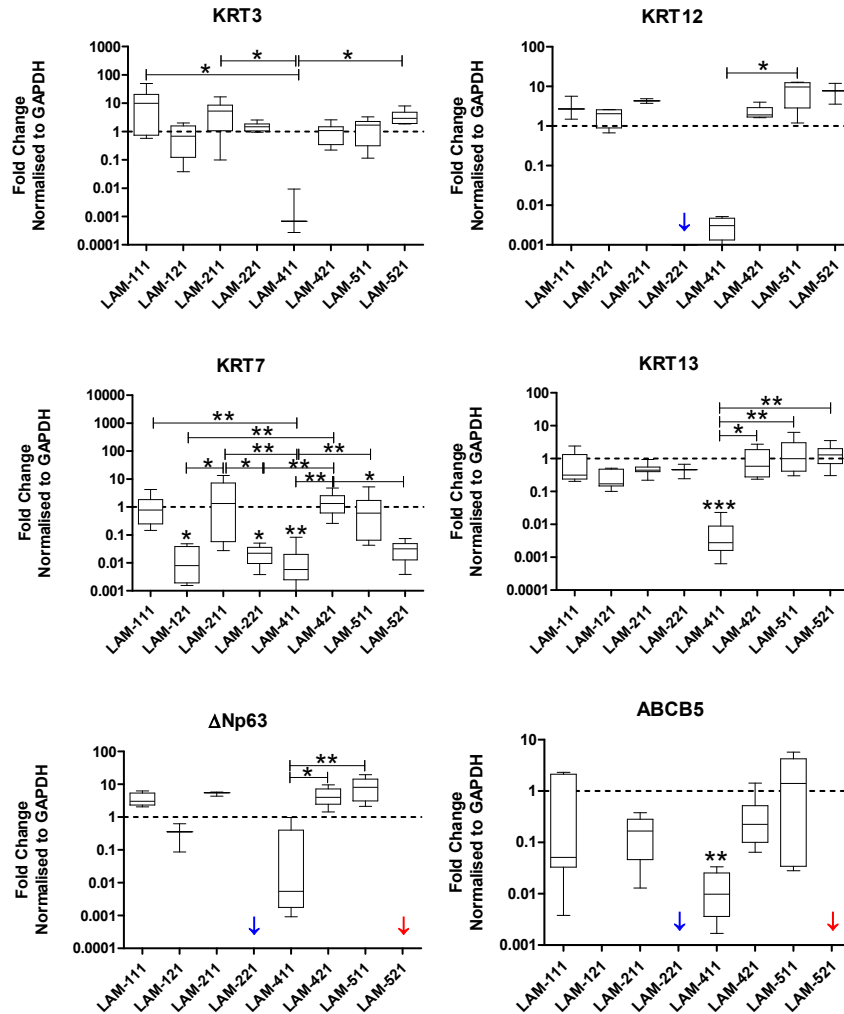 KRT3
Fold Change
Normalised to GAPDH
1000
100
10
1
0.1
0.01
0.001
0.0001
*
*
*
LAM-111
LAM-121
LAM-211
LAM-221
LAM-411
LAM-421
LAM-511
LAM-521
KRT12
Fold Change
Normalised to GAPDH
100
10
1
0.1
0.01
0.001
*
↓
LAM-111
LAM-121
LAM-211
LAM-221
LAM-411
LAM-421
LAM-511
LAM-521
KRT7
Fold Change
Normalised to GAPDH
10000
1000
100
10
1
0.1
0.01
0.001
**
**
**
**
*
*
**
**
*
*
*
**
LAM-111
LAM-121
LAM-211
LAM-221
LAM-411
LAM-421
LAM-511
LAM-521
KRT13
Fold Change
Normalised to GAPDH
100
10
1
0.1
0.01
0.001
0.0001
**
**
*
***
LAM-111
LAM-121
LAM-211
LAM-221
LAM-411
LAM-421
LAM-511
LAM-521
ΔNp63
Fold Change
Normalised to GAPDH
100
10
1
0.1
0.01
0.001
0.0001
**
*
↓
↓
LAM-111
LAM-121
LAM-211
LAM-221
LAM-411
LAM-421
LAM-511
LAM-521
ABCB5
Fold Change
Normalised to GAPDH
10
1
0.1
0.01
0.001
**
↓
↓
LAM-111
LAM-121
LAM-211
LAM-221
LAM-411
LAM-421
LAM-511
LAM-521